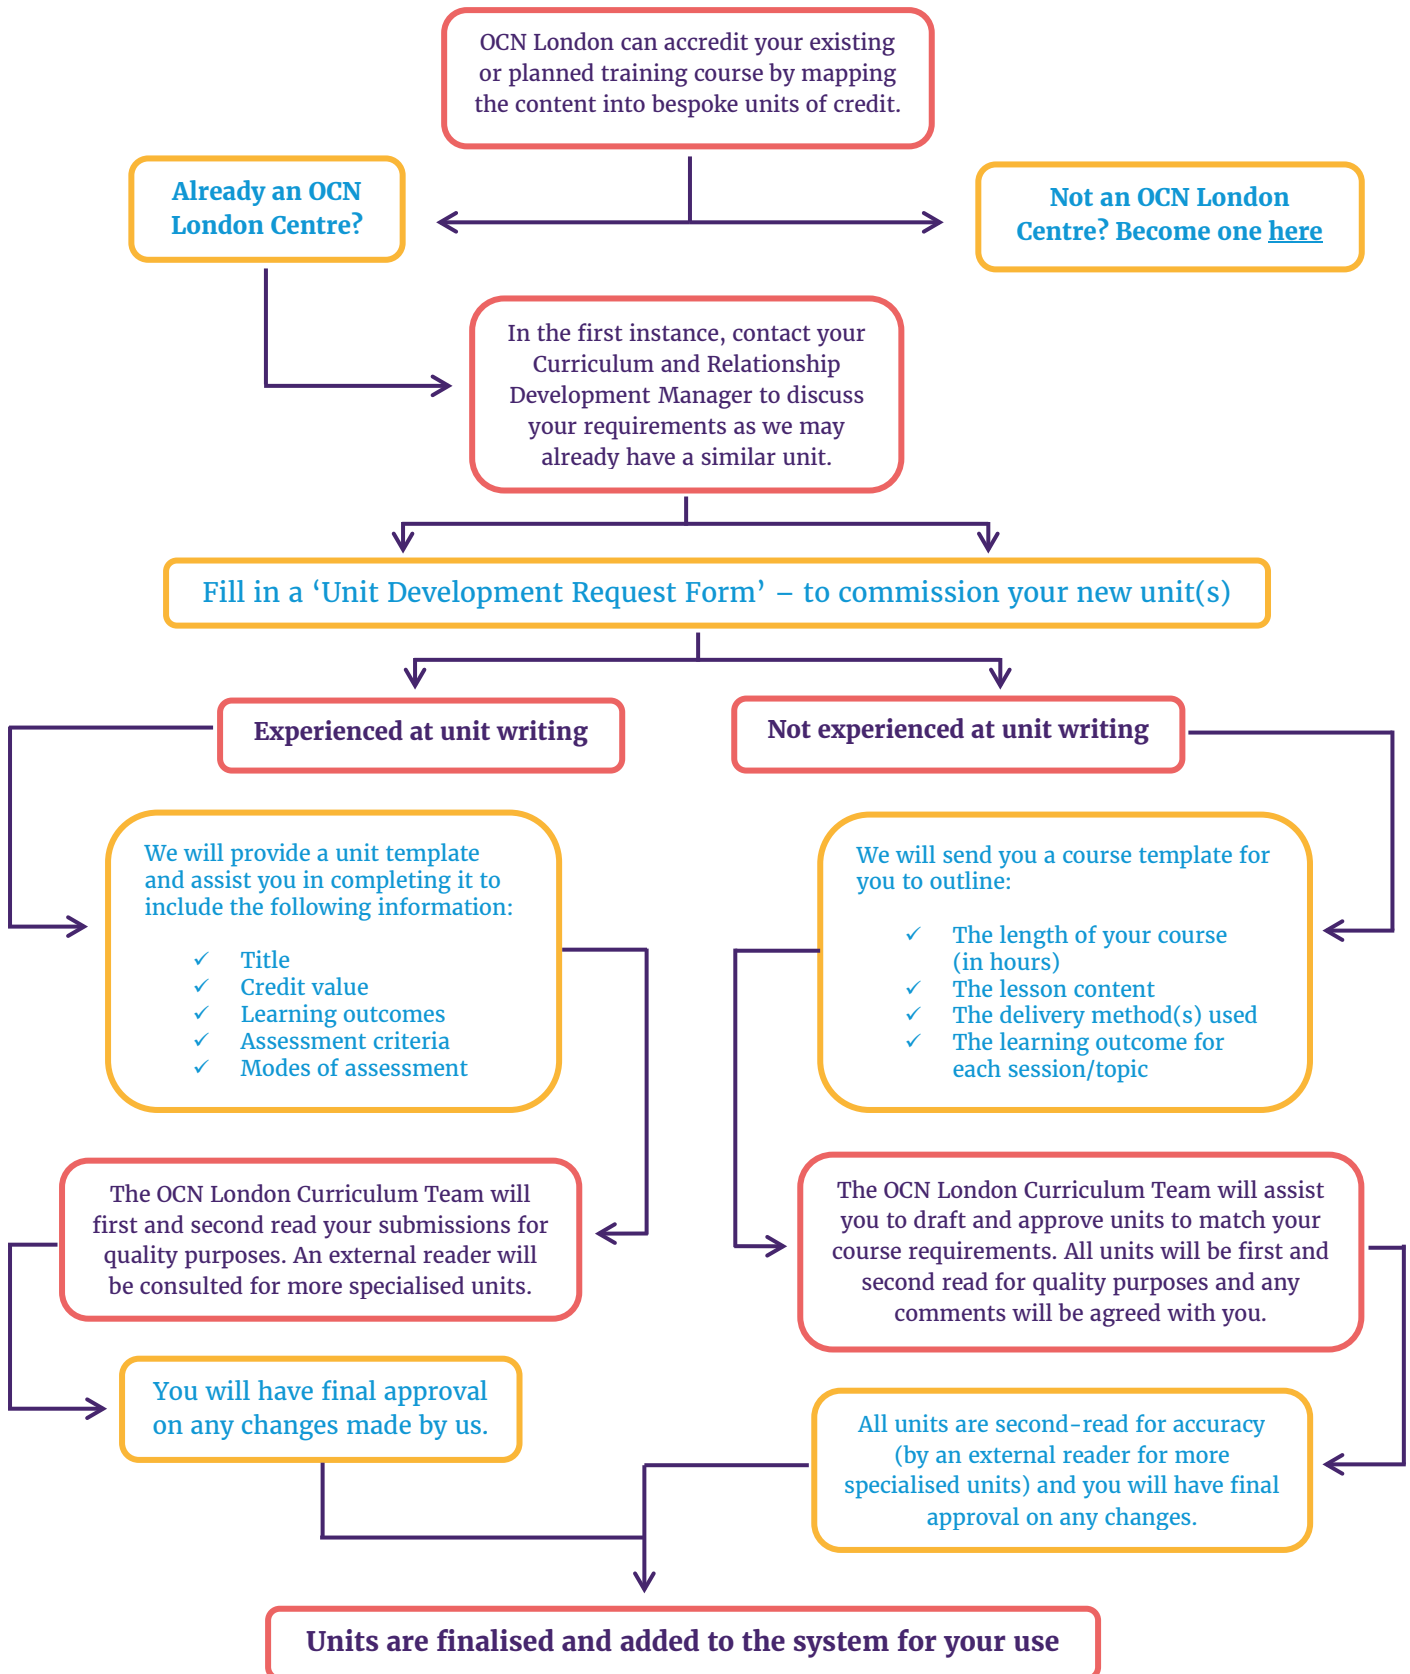 OCN London can accredit your existing
or planned training course by mapping
the content into bespoke units of credit.
Already an OCN
London Centre?
Not an OCN London
Centre? Become one here
In the first instance, contact your
Curriculum and Relationship
Development Manager to discuss
your requirements as we may
already have a similar unit.
Fill in a ‘Unit Development Request Form’ – to commission your new unit(s)
Experienced at unit writing
Not experienced at unit writing
We will provide a unit template
and assist you in completing it to
include the following information:
✓ Title
✓ Credit value
✓ Learning outcomes
✓ Assessment criteria
✓ Modes of assessment
We will send you a course template for
you to outline:
✓ The length of your course
(in hours)
✓ The lesson content
✓ The delivery method(s) used
✓ The learning outcome for
each session/topic
The OCN London Curriculum Team will
first and second read your submissions for
quality purposes. An external reader will
be consulted for more specialised units.
The OCN London Curriculum Team will assist
you to draft and approve units to match your
course requirements. All units will be first and
second read for quality purposes and any
comments will be agreed with you.
You will have final approval
on any changes made by us.
All units are second-read for accuracy
(by an external reader for more
specialised units) and you will have final
approval on any changes.
Units are finalised and added to the system for your use